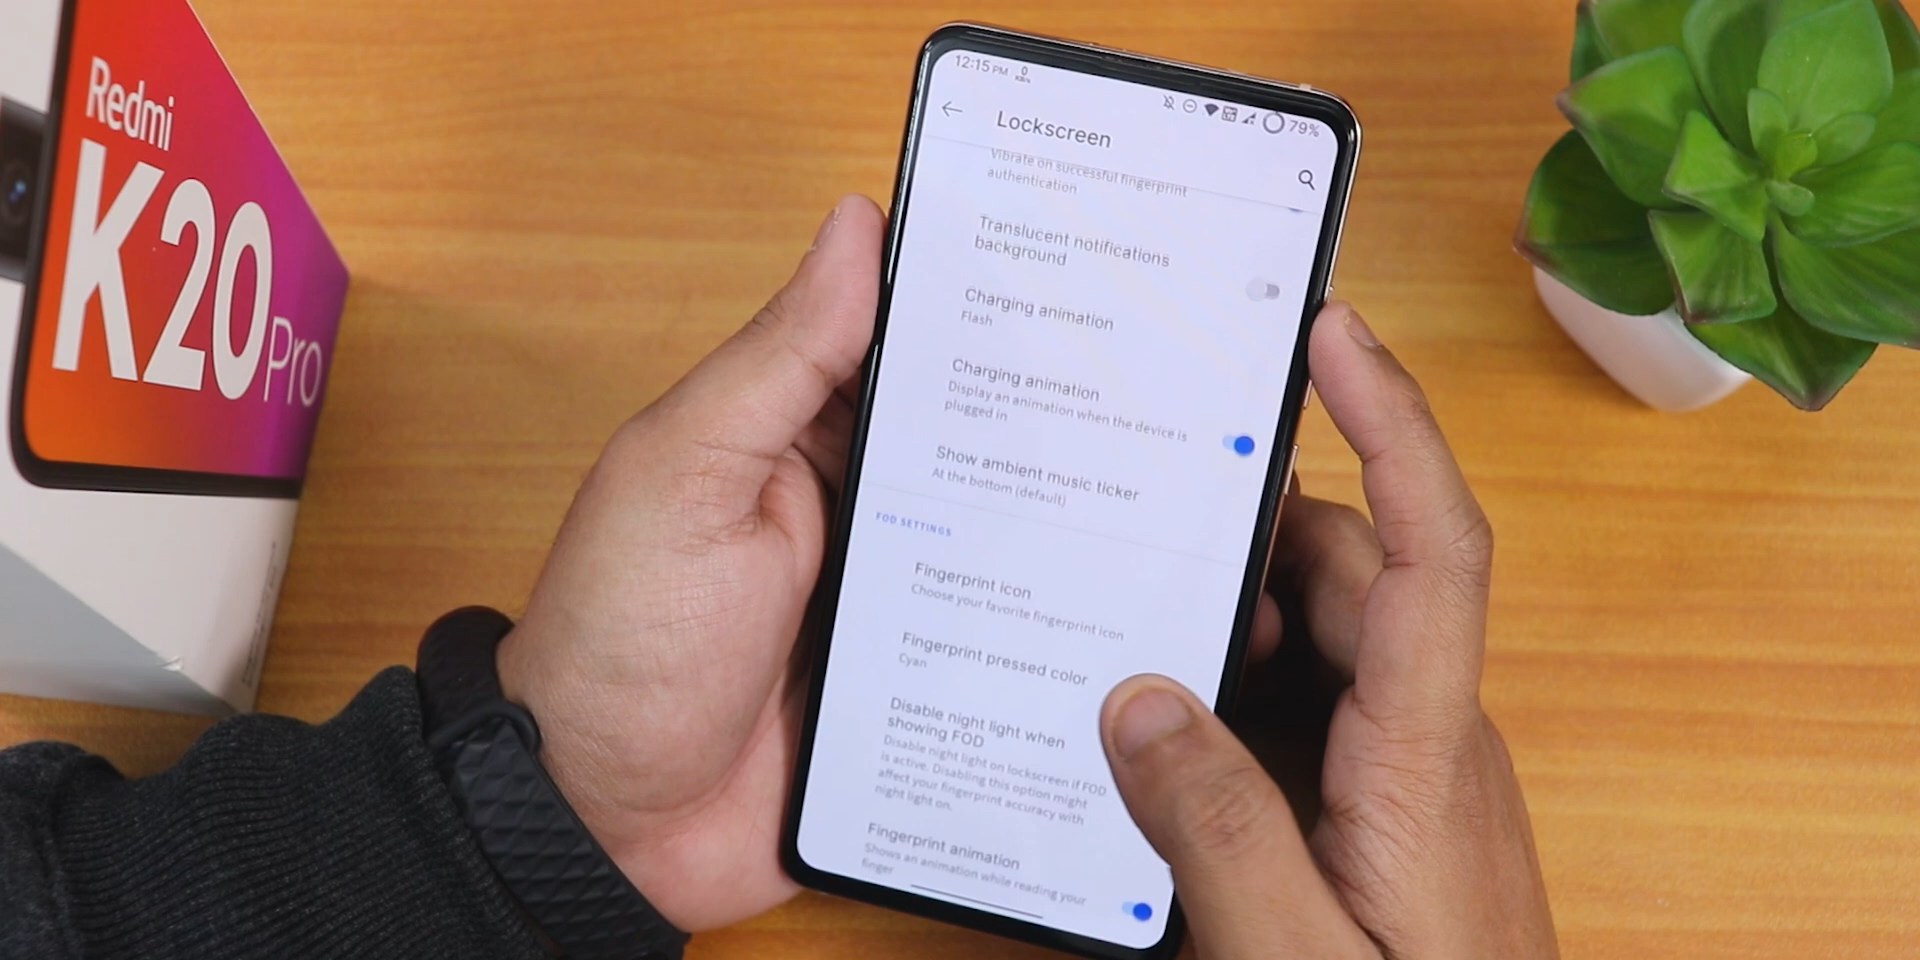 Redmi
K20 Pro
12:15 PM
0
KB/s
79%
Lockscreen
Vibrate on successful fingerprint
authentication
Translucent notifications
background
Charging animation
Flash
Charging animation
Display an animation when the device is
plugged in
Show ambient music ticker
At the bottom (default)
FOD SETTINGS
Fingerprint icon
Choose your favorite fingerprint icon
Fingerprint pressed color
Cyan
Disable night light when
showing FOD
Disable night light on lockscreen if FOD
is active. Disabling this option might
affect your fingerprint accuracy with
night light on.
Fingerprint animation
Shows an animation while reading your
finger